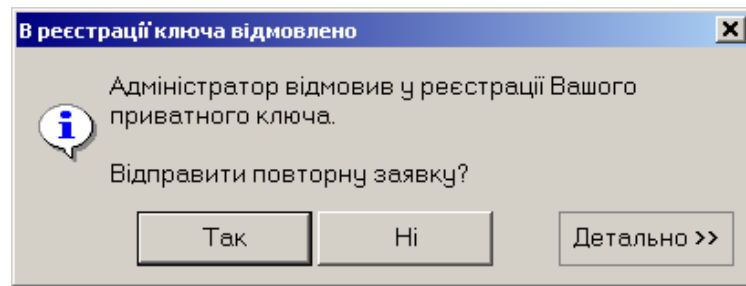 В реєстрації ключа відмовлено
Адміністратор відмовив у реєстрації Вашого
приватного ключа.
Відправити повторну заявку?
Так
Ні
Детально >>